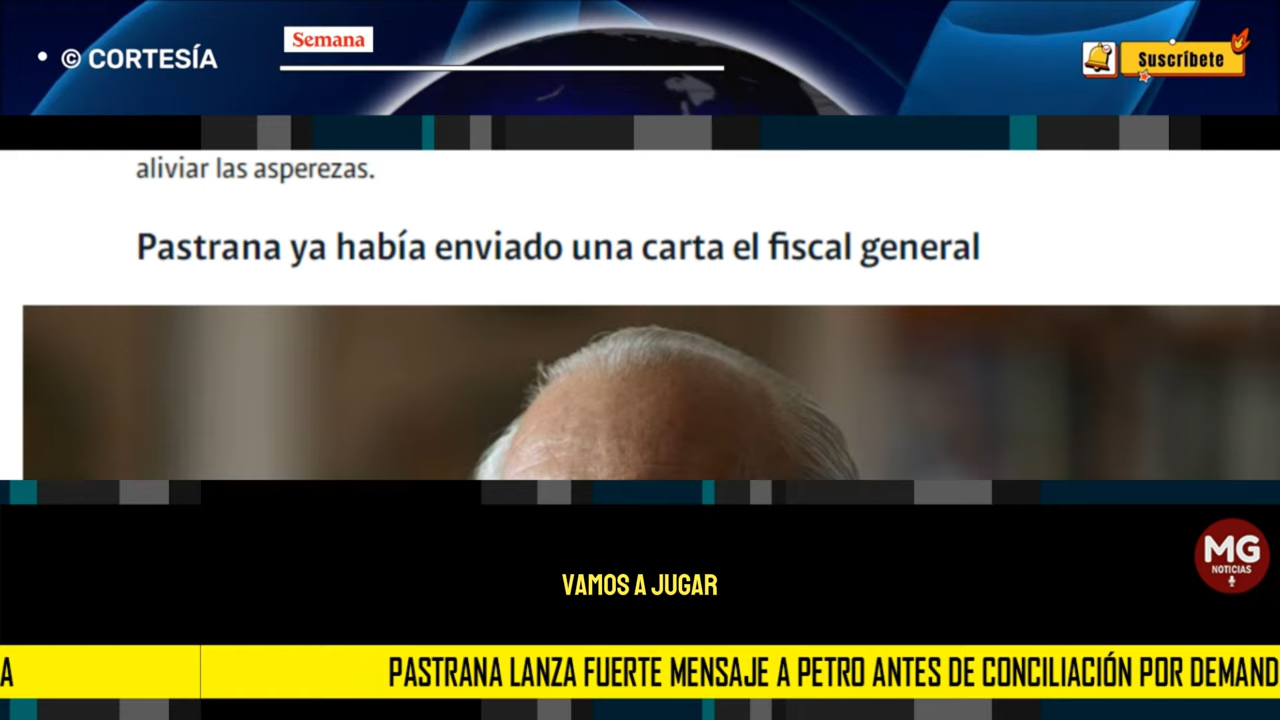 © CORTESÍA
Semana
Suscríbete
aliviar las asperezas.
Pastrana ya había enviado una carta el fiscal general
VAMOS A JUGAR
MG
NOTICIAS
A
PASTRANA LANZA FUERTE MENSAJE A PETRO ANTES DE CONCILIACIÓN POR DEMAND